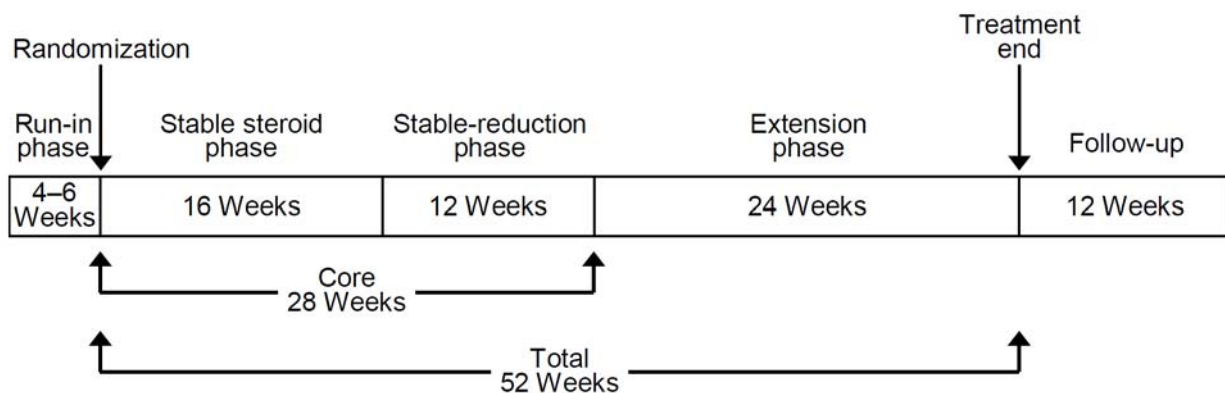 Randomization
Treatment
end
Run-in
phase
Stable steroid
phase
Stable-reduction
phase
Extension
phase
Follow-up
4–6
Weeks
16 Weeks
12 Weeks
24 Weeks
12 Weeks
Core
28 Weeks
Total
52 Weeks